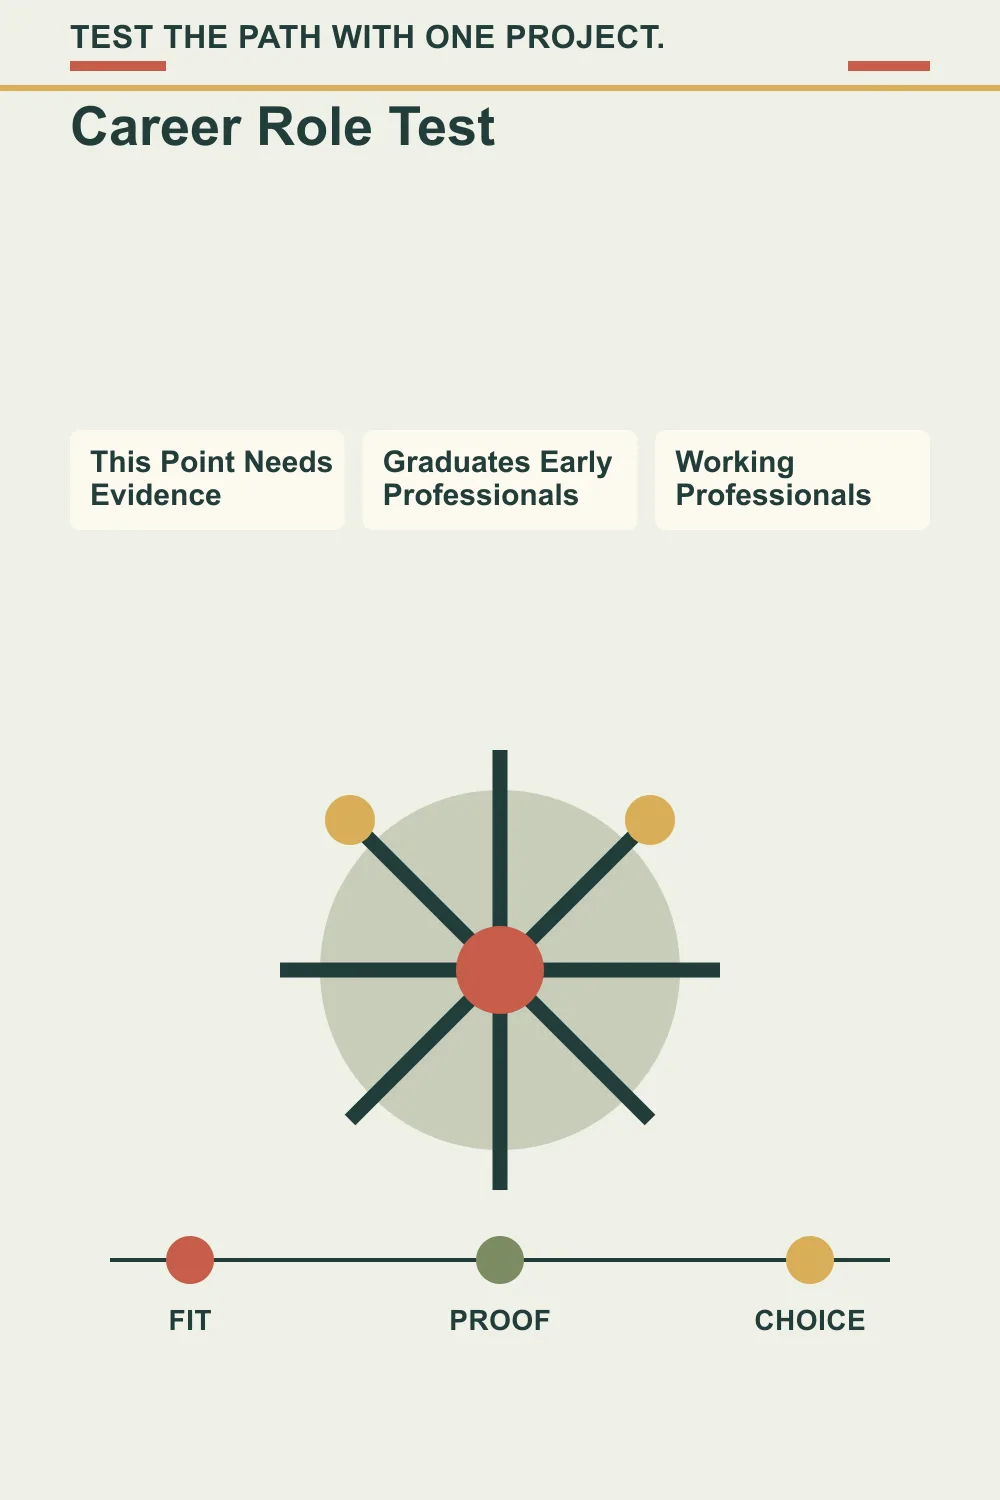 TEST THE PATH WITH ONE PROJECT.
Career Role Test
This Point Needs
Evidence
Graduates Early
Professionals
Working
Professionals
FIT
PROOF
CHOICE